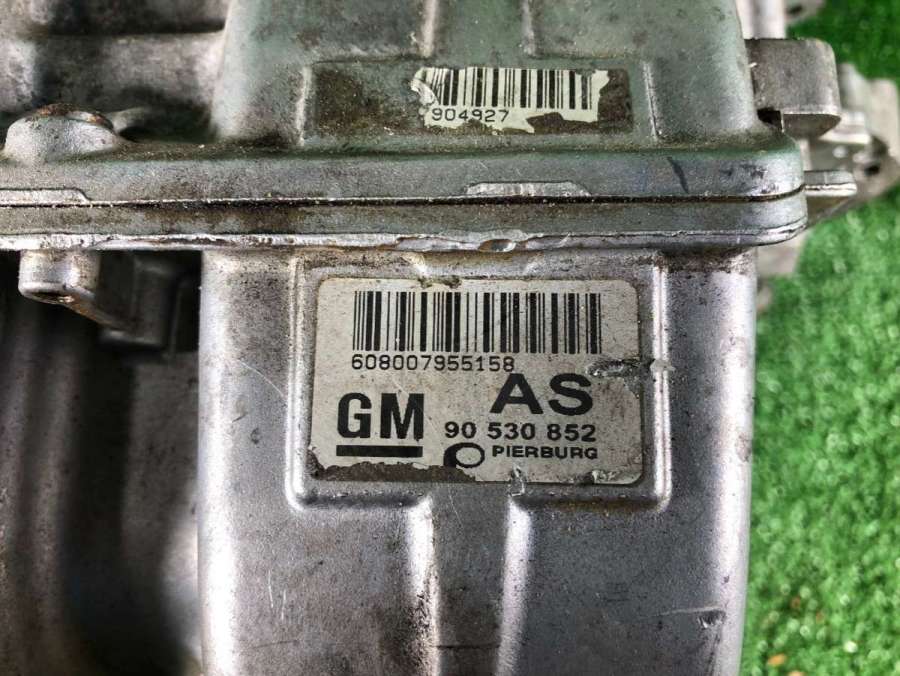 904927
608007955158
AS
GM 90 530 852
PIERBURG